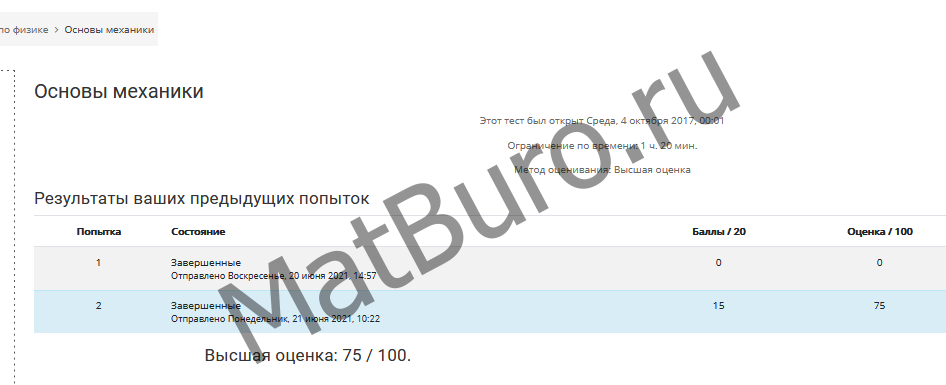 по физике > Основы механики
Основы механики
Этот тест был открыт Среда, 4 октября 2017, 00:01
Ограничение по времени: 1 ч. 20 мин.
Метод оценивания: Высшая оценка
Результаты ваших предыдущих попыток
Попытка Состояние Баллы / 20 Оценка / 100
1 Завершенные 0 0
Отправлено Воскресенье, 20 июня 2021, 14:57
2 Завершенные 15 75
Отправлено Понедельник, 21 июня 2021, 10:22
Высшая оценка: 75 / 100.
MatBuro.ru